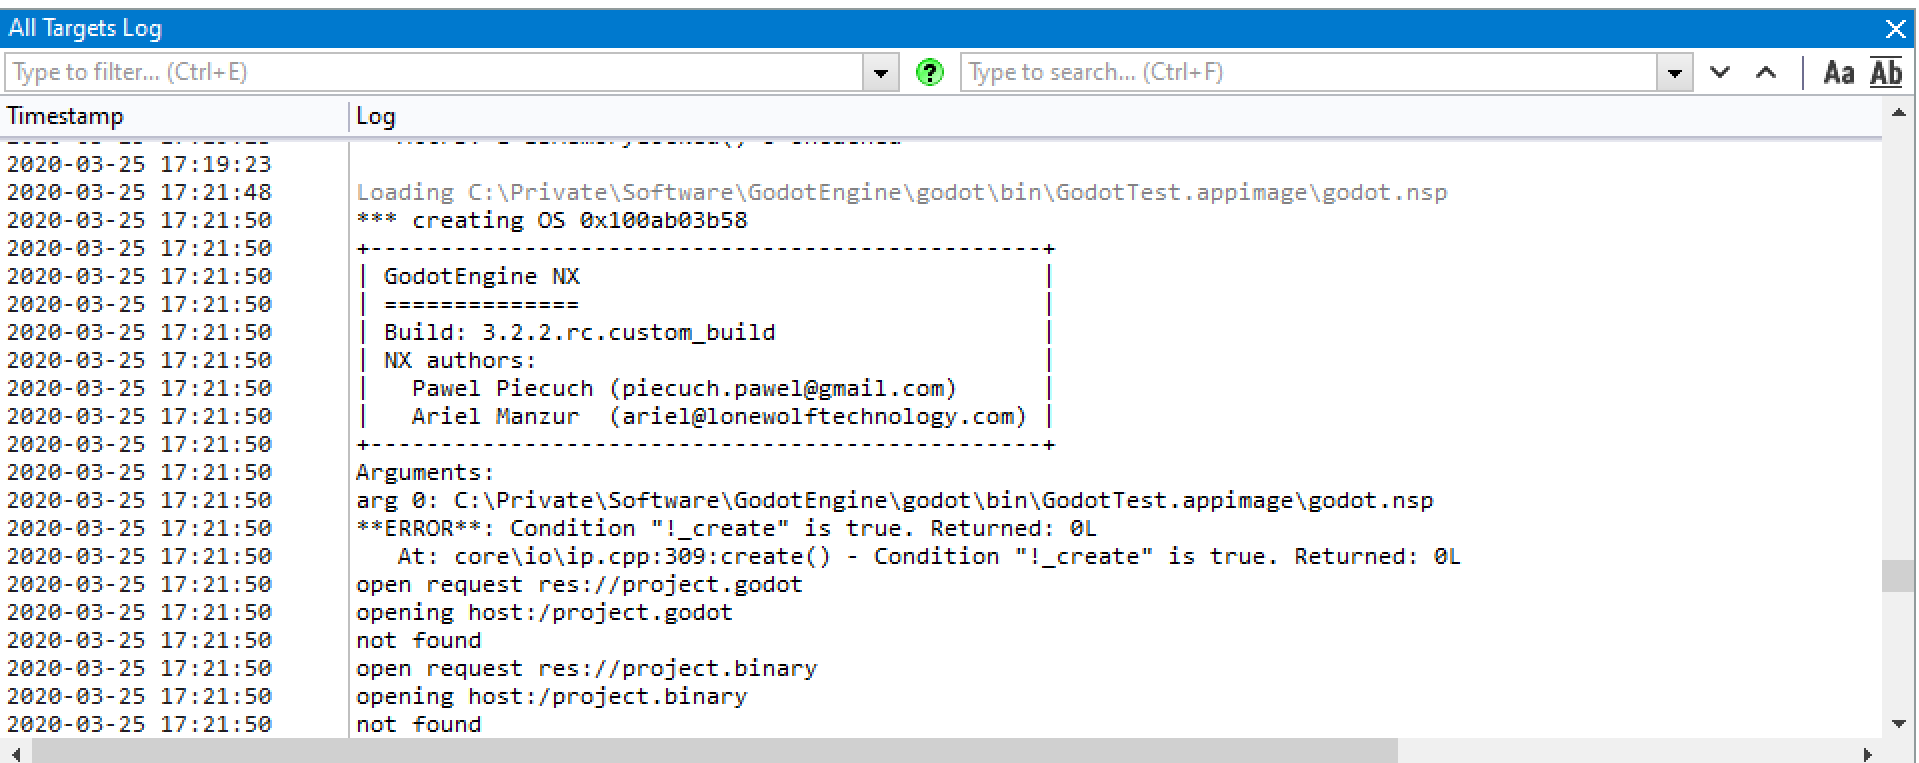 All Targets Log
Type to filter... (Ctrl+E) ? Type to search... (Ctrl+F) Aa Ab
Timestamp Log
2020-03-25 17:19:23
2020-03-25 17:21:48 Loading C:\Private\Software\GodotEngine\godot\bin\GodotTest.appimage\godot.nsp
2020-03-25 17:21:50 *** creating OS 0x100ab03b58
2020-03-25 17:21:50 +------------------------------------------------+
2020-03-25 17:21:50 | GodotEngine NX |
2020-03-25 17:21:50 | ============== |
2020-03-25 17:21:50 | Build: 3.2.2.rc.custom_build |
2020-03-25 17:21:50 | NX authors: |
2020-03-25 17:21:50 | Pawel Piecuch (piecuch.pawel@gmail.com) |
2020-03-25 17:21:50 | Ariel Manzur (ariel@lonewolftechnology.com) |
2020-03-25 17:21:50 +------------------------------------------------+
2020-03-25 17:21:50 Arguments:
2020-03-25 17:21:50 arg 0: C:\Private\Software\GodotEngine\godot\bin\GodotTest.appimage\godot.nsp
2020-03-25 17:21:50 **ERROR**: Condition "!_create" is true. Returned: 0L
2020-03-25 17:21:50 At: core\io\ip.cpp:309:create() - Condition "!_create" is true. Returned: 0L
2020-03-25 17:21:50 open request res://project.godot
2020-03-25 17:21:50 opening host:/project.godot
2020-03-25 17:21:50 not found
2020-03-25 17:21:50 open request res://project.binary
2020-03-25 17:21:50 opening host:/project.binary
2020-03-25 17:21:50 not found